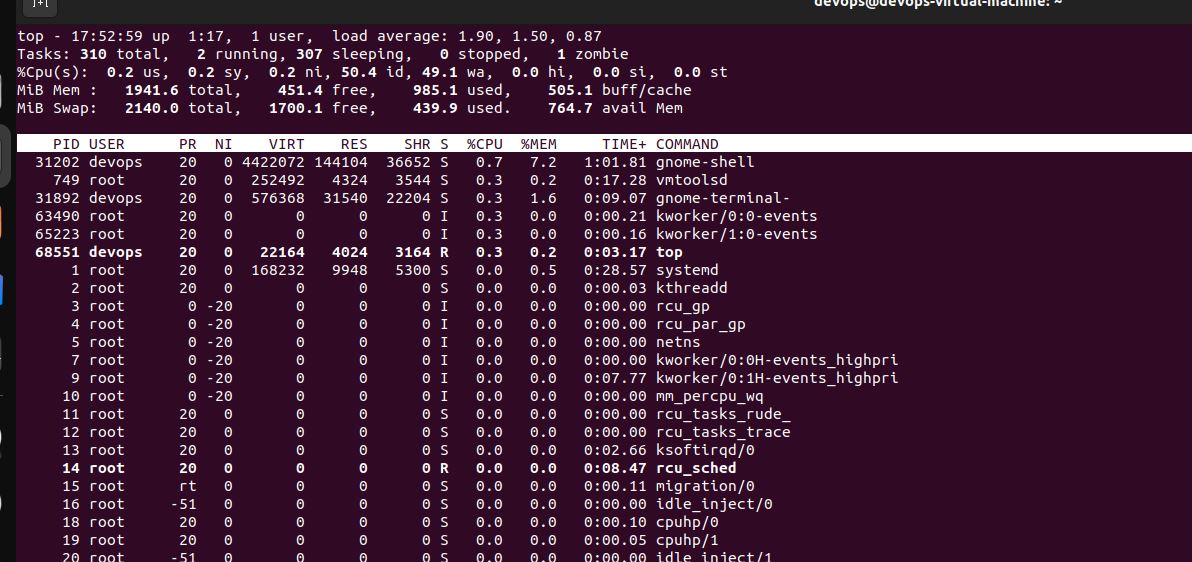 devops@devops-virtual-machine: ~
top - 17:52:59 up  1:17,  1 user,  load average: 1.90, 1.50, 0.87
Tasks: 310 total,   2 running, 307 sleeping,   0 stopped,   1 zombie
%Cpu(s):  0.2 us,  0.2 sy,  0.2 ni, 50.4 id, 49.1 wa,  0.0 hi,  0.0 si,  0.0 st
MiB Mem :   1941.6 total,    451.4 free,    985.1 used,    505.1 buff/cache
MiB Swap:   2140.0 total,   1700.1 free,    439.9 used.    764.7 avail Mem
PID USER      PR  NI    VIRT    RES    SHR S  %CPU  %MEM     TIME+ COMMAND
31202 devops    20   0 4422072 144104  36652 S   0.7   7.2   1:01.81 gnome-shell
749 root      20   0  252492   4324   3544 S   0.3   0.2   0:17.28 vmtoolsd
31892 devops    20   0  576368  31540  22204 S   0.3   1.6   0:09.07 gnome-terminal-
63490 root      20   0       0      0      0 I   0.3   0.0   0:00.21 kworker/0:0-events
65223 root      20   0       0      0      0 I   0.3   0.0   0:00.16 kworker/1:0-events
68551 devops    20   0   22164   4024   3164 R   0.3   0.2   0:03.17 top
1 root      20   0  168232   9948   5300 S   0.0   0.5   0:28.57 systemd
2 root      20   0       0      0      0 S   0.0   0.0   0:00.03 kthreadd
3 root       0 -20       0      0      0 I   0.0   0.0   0:00.00 rcu_gp
4 root       0 -20       0      0      0 I   0.0   0.0   0:00.00 rcu_par_gp
5 root       0 -20       0      0      0 I   0.0   0.0   0:00.00 netns
7 root       0 -20       0      0      0 I   0.0   0.0   0:00.00 kworker/0:0H-events_highpri
9 root       0 -20       0      0      0 I   0.0   0.0   0:07.77 kworker/0:1H-events_highpri
10 root       0 -20       0      0      0 I   0.0   0.0   0:00.00 mm_percpu_wq
11 root      20   0       0      0      0 S   0.0   0.0   0:00.00 rcu_tasks_rude_
12 root      20   0       0      0      0 S   0.0   0.0   0:00.00 rcu_tasks_trace
13 root      20   0       0      0      0 S   0.0   0.0   0:02.66 ksoftirqd/0
14 root      20   0       0      0      0 R   0.0   0.0   0:08.47 rcu_sched
15 root      rt   0       0      0      0 S   0.0   0.0   0:00.11 migration/0
16 root     -51   0       0      0      0 S   0.0   0.0   0:00.00 idle_inject/0
18 root      20   0       0      0      0 S   0.0   0.0   0:00.10 cpuhp/0
19 root      20   0       0      0      0 S   0.0   0.0   0:00.05 cpuhp/1
20 root     -51   0       0      0      0 S   0.0   0.0   0:00.00 idle_inject/1